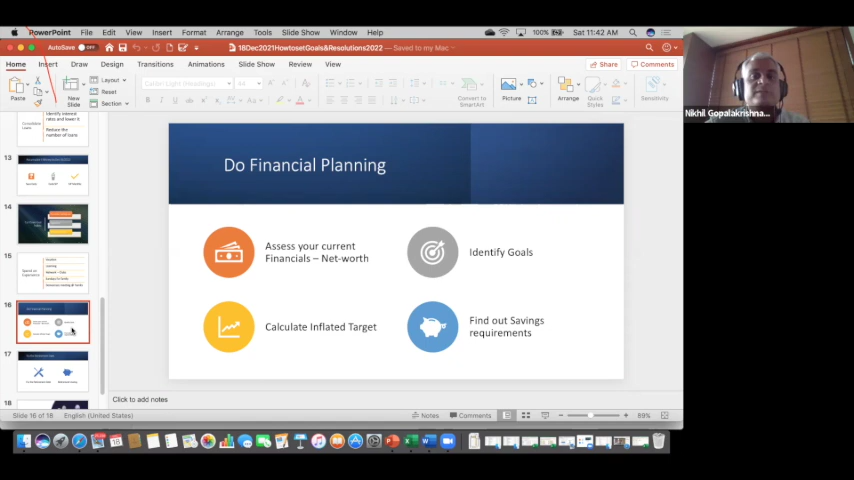 PowerPoint File Edit View Insert Format Arrange Tools Slide Show Window Help
100% Sat 11:42 AM
AutoSave OFF
18Dec2021HowtosetGoals&Resolutions2022 — Saved to my Mac
Home Insert Draw Design Transitions Animations Slide Show Review View
Share Comments
Paste
New
Slide
Layout
Reset
Section
Calibri Light (Headings) 44
Convert to
SmartArt
Picture
Arrange
Quick
Styles
Sensitivity
Nikhil Gopalakrishna...
Identify interest
rates and lower it
Reduce the
number of loans
13
14
15
16
17
18
Do Financial Planning
Assess your current
Financials – Net-worth
Identify Goals
Calculate Inflated Target
Find out Savings
requirements
Click to add notes
Slide 16 of 18 English (United States)
Notes Comments 89%